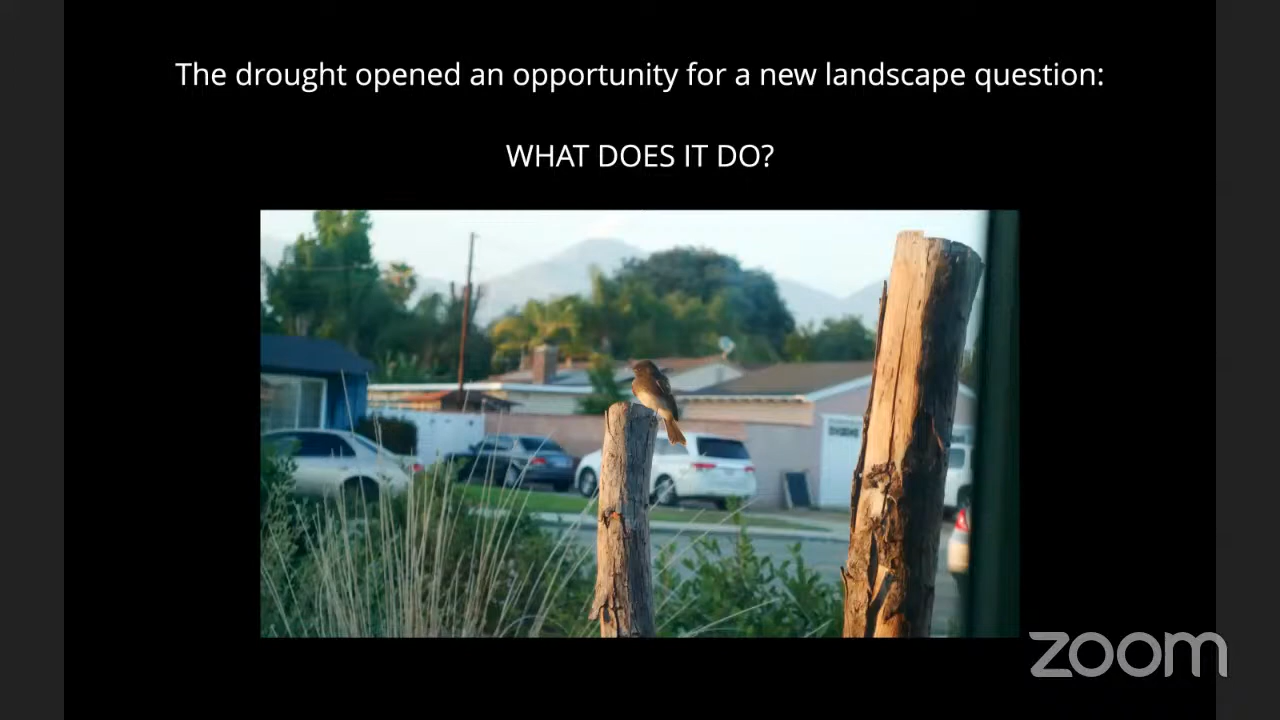 The drought opened an opportunity for a new landscape question:
WHAT DOES IT DO?
zoom